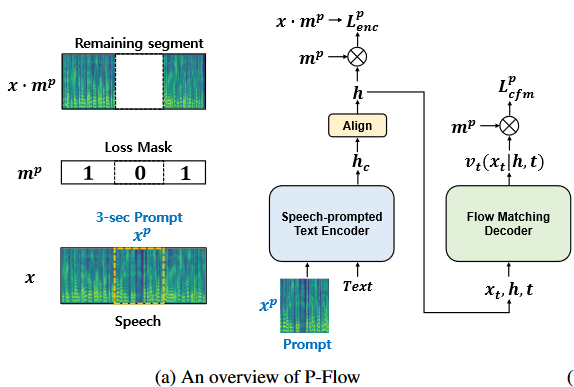 Remaining segment
x · m^p
Loss Mask
m^p 1 0 1
3-sec Prompt
x^p
x
Speech
x · m^p → L^p_enc
m^p → ⊗
h
Align
h_c
Speech-prompted
Text Encoder
x^p
Text
Prompt
L^p_cfm
m^p → ⊗
v_t(x_t|h, t)
Flow Matching
Decoder
x_t, h, t
(a) An overview of P-Flow
(